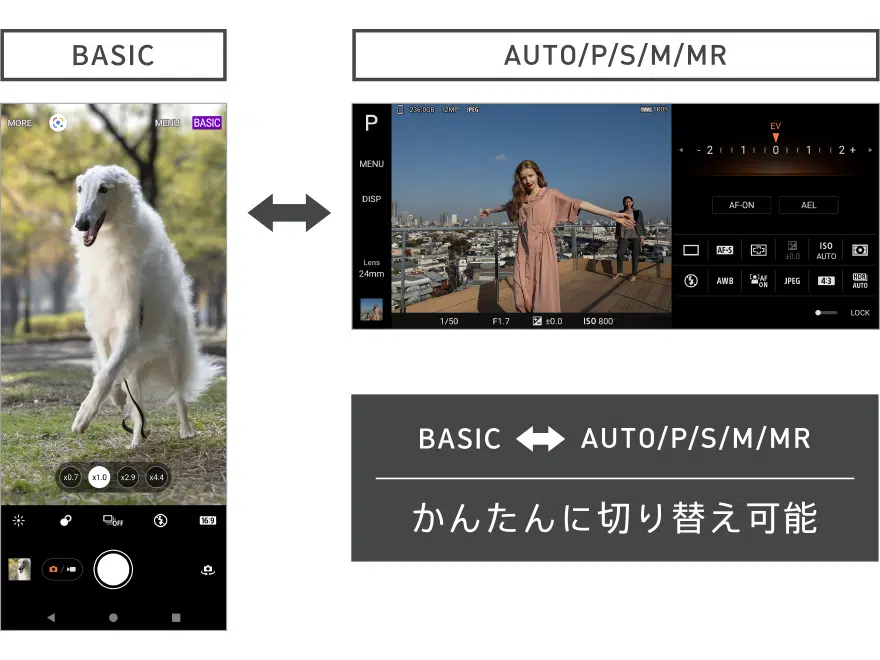 BASIC
AUTO/P/S/M/MR
MORE
MENU
BASIC
x0.7
x1.0
x2.9
x4.4
OFF
16:9
P
236.0GB 12MP JPEG
100%
MENU
DISP
Lens
24mm
1/50 F1.7 ±0.0 ISO 800
EV
- 2 1 0 1 2 +
AF-ON AEL
AF-S ±0.0 ISO AUTO
AWB AF ON JPEG 4:3 HDR AUTO
LOCK
BASIC AUTO/P/S/M/MR
かんたんに切り替え可能